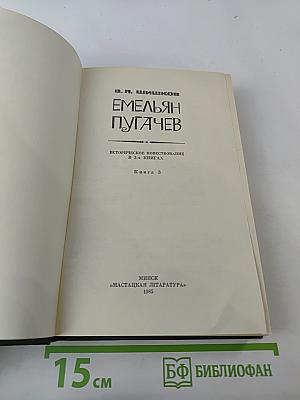 В. Я. ШИШКОВ
ЕМЕЛЬЯН
ПУГАЧЕВ
ИСТОРИЧЕСКОЕ ПОВЕСТВОВАНИЕ
В 3-х КНИГАХ
Книга 3
МИНСК
«МАСТАЦКАЯ ЛІТАРАТУРА»
1985
15 см
БФ БИБЛИОФАН